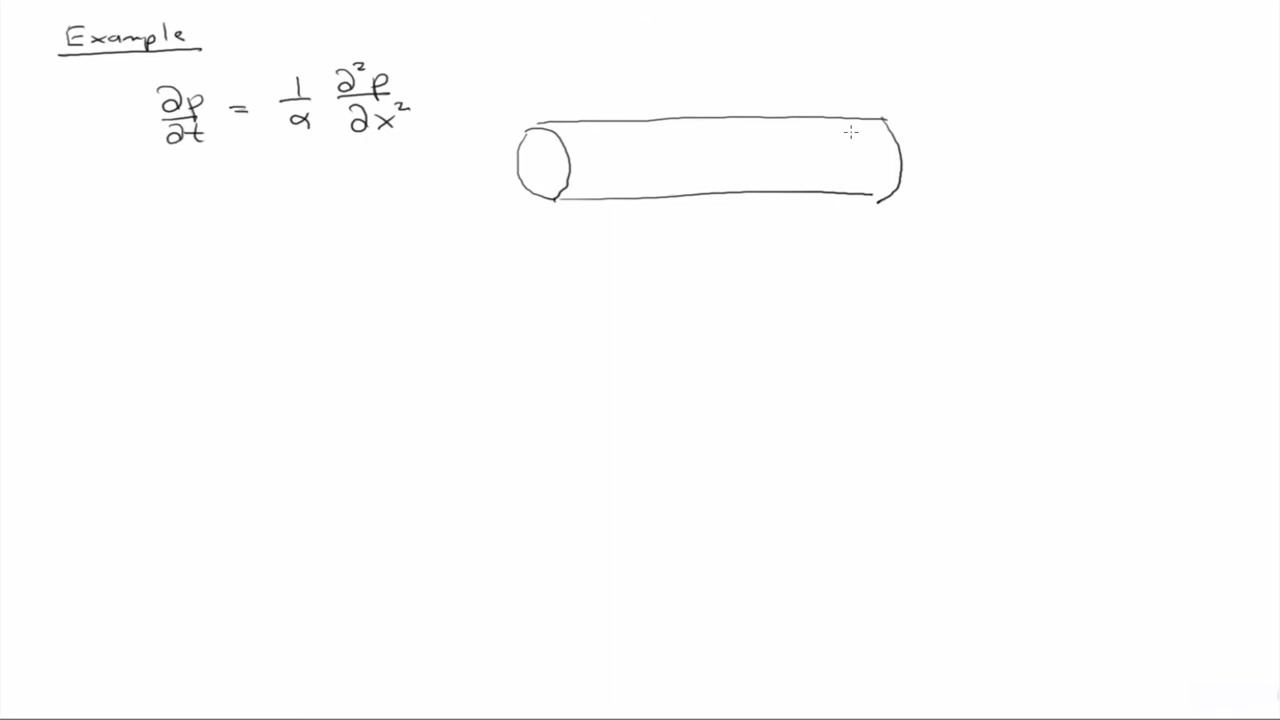 Example
∂p/∂t = 1/α ∂²p/∂x²